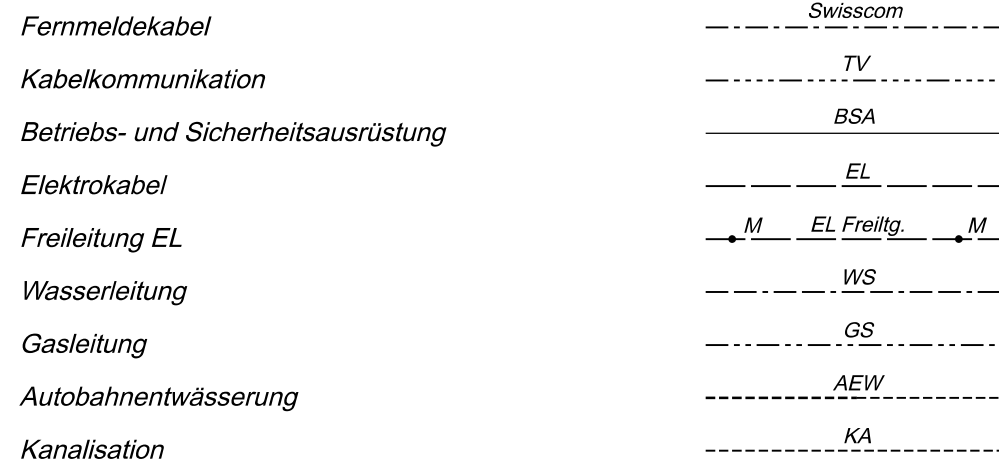 Fernmeldekabel Swisscom
Kabelkommunikation TV
Betriebs- und Sicherheitsausrüstung BSA
Elektrokabel EL
Freileitung EL M EL Freiltg. M
Wasserleitung WS
Gasleitung GS
Autobahnentwässerung AEW
Kanalisation KA